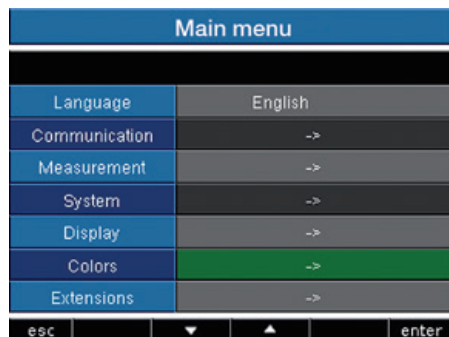 Main menu
Language English
Communication ->
Measurement ->
System ->
Display ->
Colors ->
Extensions ->
esc ▼ ▲ enter